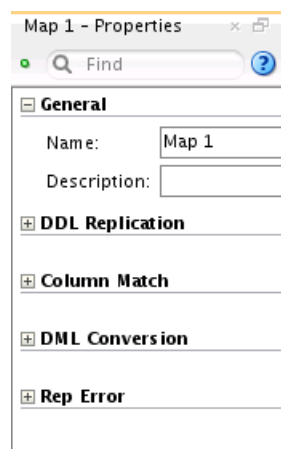 Map 1 - Properties
Find
General
Name: Map 1
Description:
DDL Replication
Column Match
DML Conversion
Rep Error